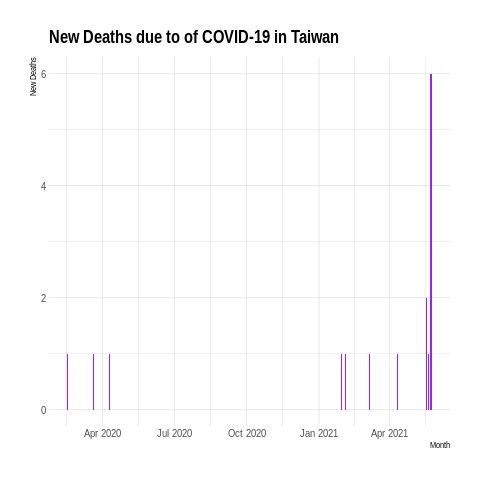 New Deaths due to of COVID-19 in Taiwan
New Deaths
6
4
2
0
Apr 2020 Jul 2020 Oct 2020 Jan 2021 Apr 2021
Month